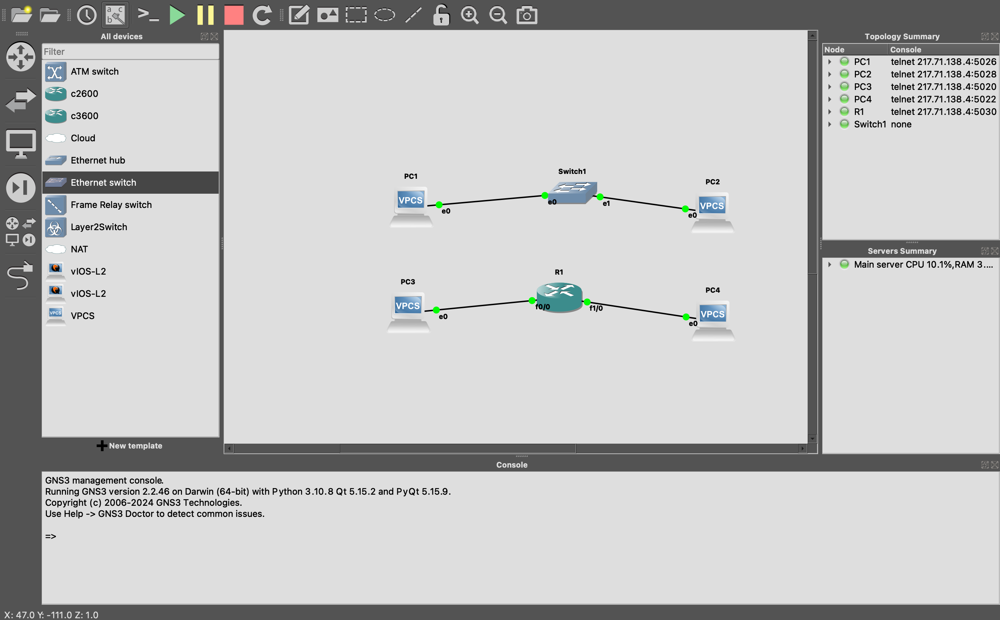 a c
b
All devices
Filter
ATM switch
c2600
c3600
Cloud
Ethernet hub
Ethernet switch
Frame Relay switch
Layer2Switch
NAT
vIOS-L2
vIOS-L2
VPCS
VPCS
New template
PC1
VPCS
e0
Switch1
e0
e1
PC2
VPCS
e0
PC3
VPCS
e0
R1
f0/0
f1/0
PC4
VPCS
e0
Topology Summary
Node Console
PC1 telnet 217.71.138.4:5026
PC2 telnet 217.71.138.4:5028
PC3 telnet 217.71.138.4:5020
PC4 telnet 217.71.138.4:5022
R1 telnet 217.71.138.4:5030
Switch1 none
Servers Summary
Main server CPU 10.1%,RAM 3....
Console
GNS3 management console.
Running GNS3 version 2.2.46 on Darwin (64-bit) with Python 3.10.8 Qt 5.15.2 and PyQt 5.15.9.
Copyright (c) 2006-2024 GNS3 Technologies.
Use Help -> GNS3 Doctor to detect common issues.
=>
X: 47.0 Y: -111.0 Z: 1.0